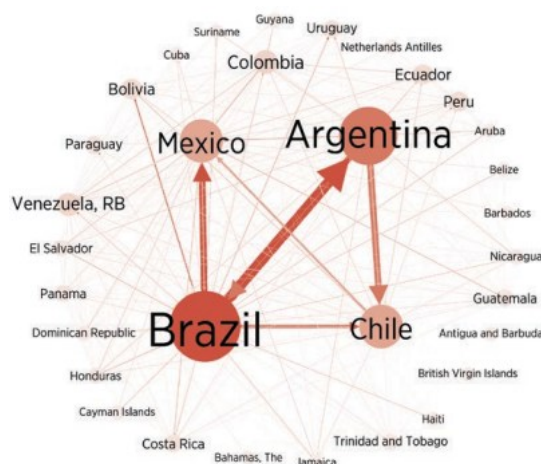 Guyana
Suriname
Uruguay
Netherlands Antilles
Cuba
Colombia
Ecuador
Bolivia
Peru
Mexico
Argentina
Aruba
Paraguay
Belize
Venezuela, RB
Barbados
El Salvador
Nicaragua
Panama
Guatemala
Brazil
Chile
Dominican Republic
Antigua and Barbuda
Honduras
British Virgin Islands
Cayman Islands
Haiti
Costa Rica
Trinidad and Tobago
Bahamas, The
Jamaica